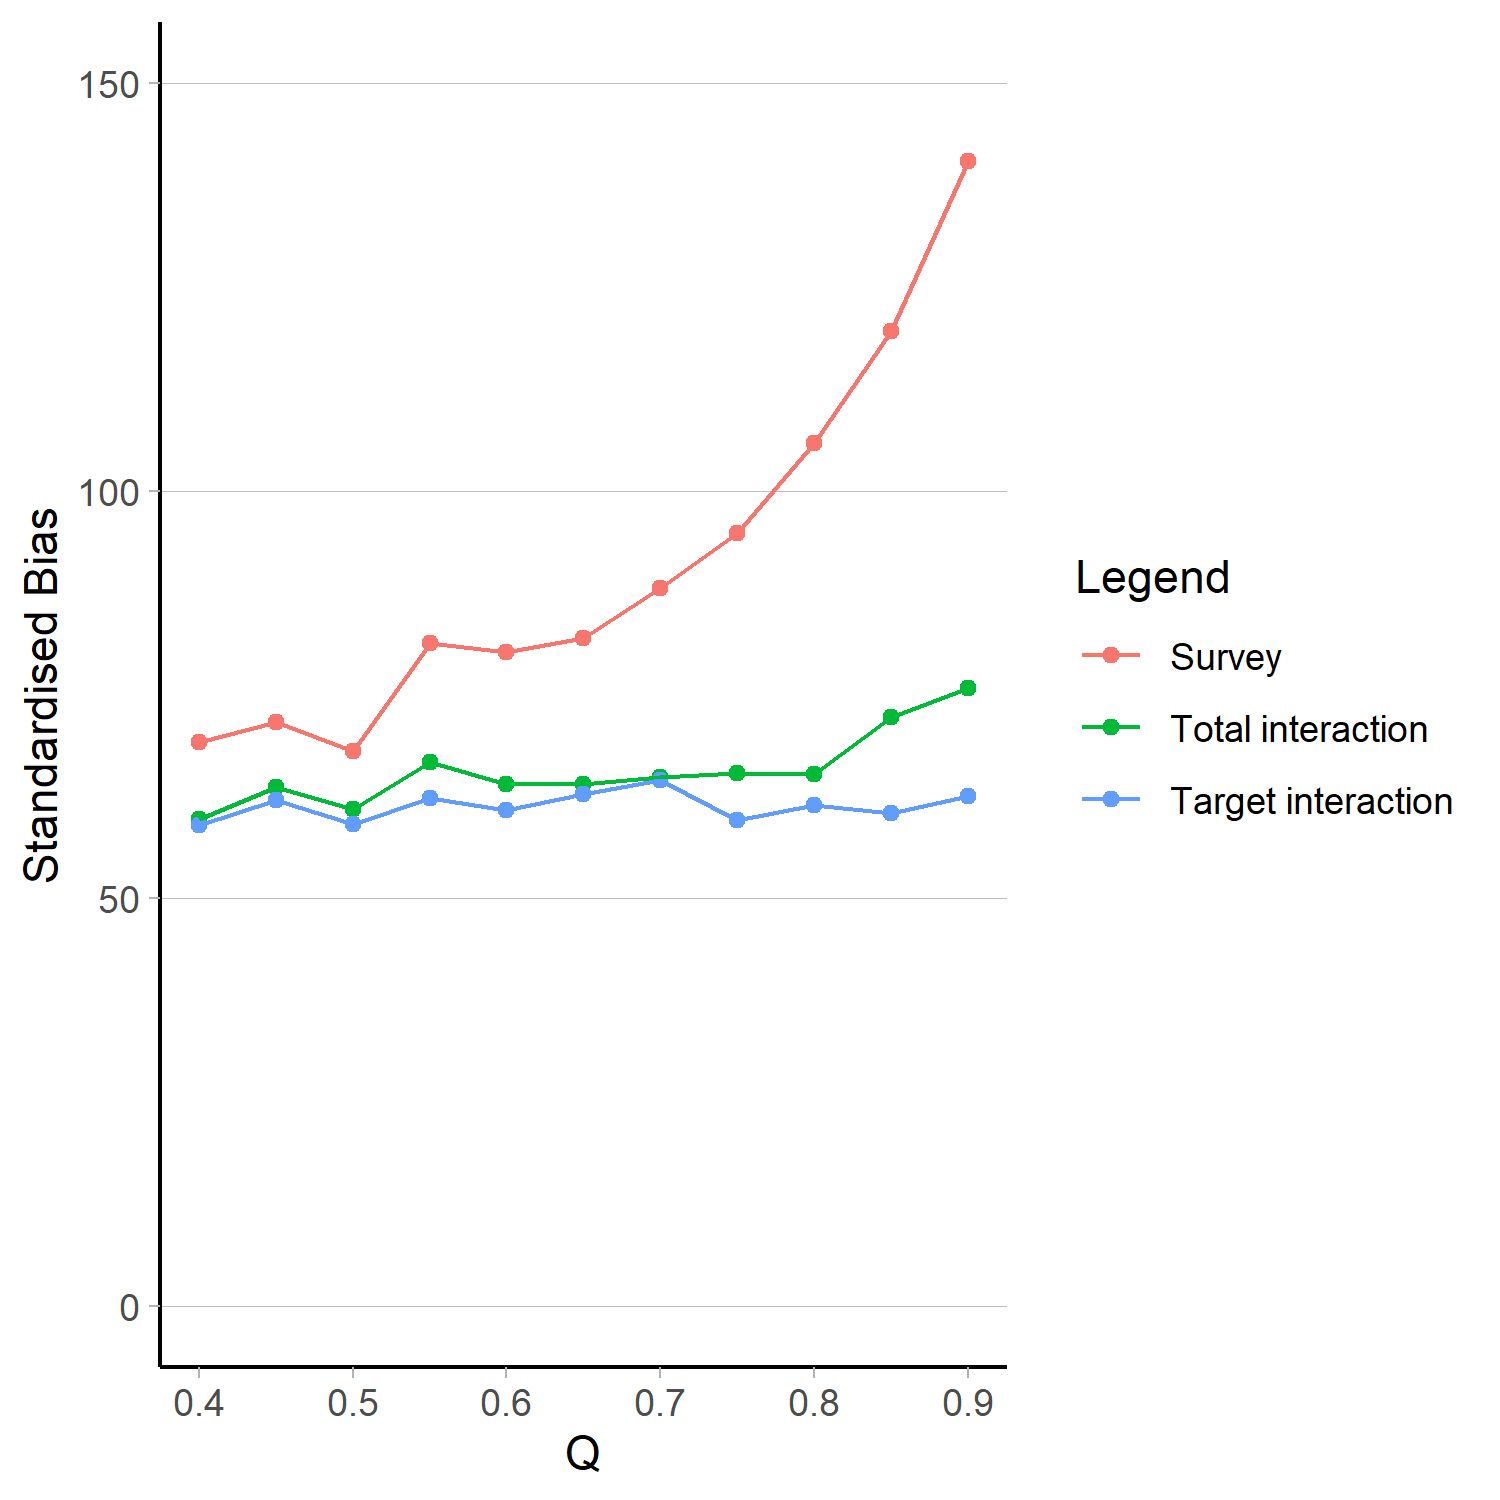 150
100
50
0
Standardised Bias
0.4 0.5 0.6 0.7 0.8 0.9
Q
Legend
Survey
Total interaction
Target interaction